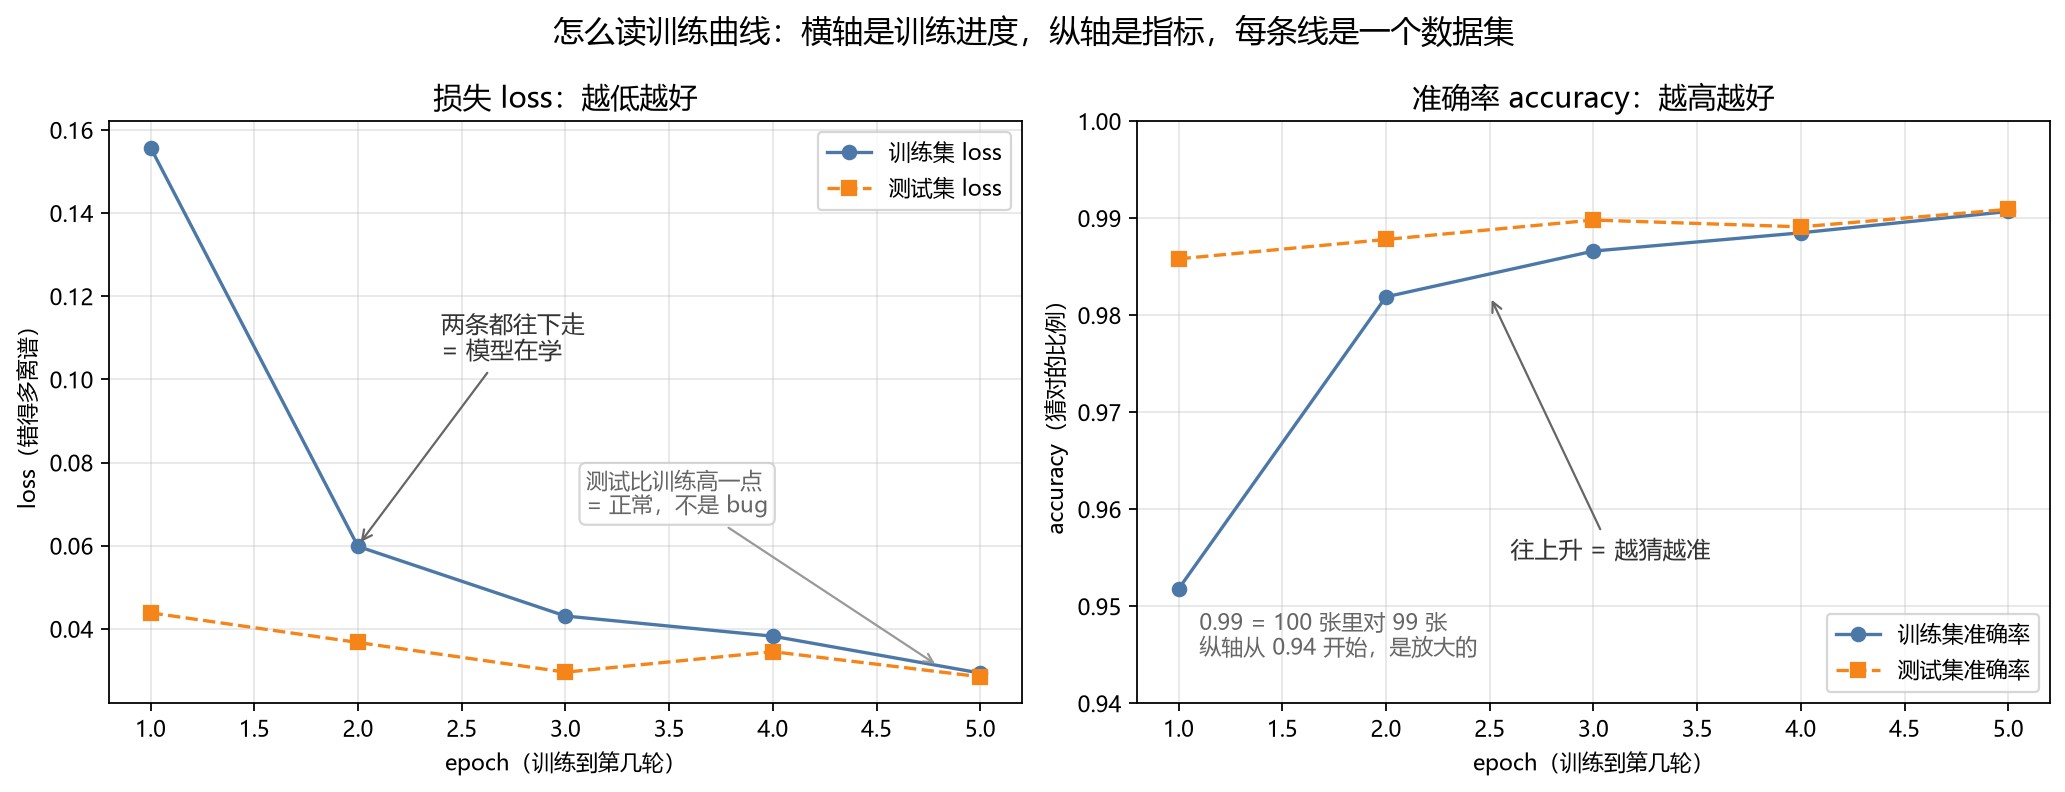 怎么读训练曲线：横轴是训练进度，纵轴是指标，每条线是一个数据集
损失 loss：越低越好
0.16
0.14
0.12
0.10
0.08
0.06
0.04
loss（错得多离谱）
训练集 loss
测试集 loss
两条都往下走
= 模型在学
测试比训练高一点
= 正常，不是 bug
1.0
1.5
2.0
2.5
3.0
3.5
4.0
4.5
5.0
epoch（训练到第几轮）
准确率 accuracy：越高越好
1.00
0.99
0.98
0.97
0.96
0.95
0.94
accuracy（猜对的比例）
往上升 = 越猜越准
0.99 = 100 张里对 99 张
纵轴从 0.94 开始，是放大的
训练集准确率
测试集准确率
1.0
1.5
2.0
2.5
3.0
3.5
4.0
4.5
5.0
epoch（训练到第几轮）